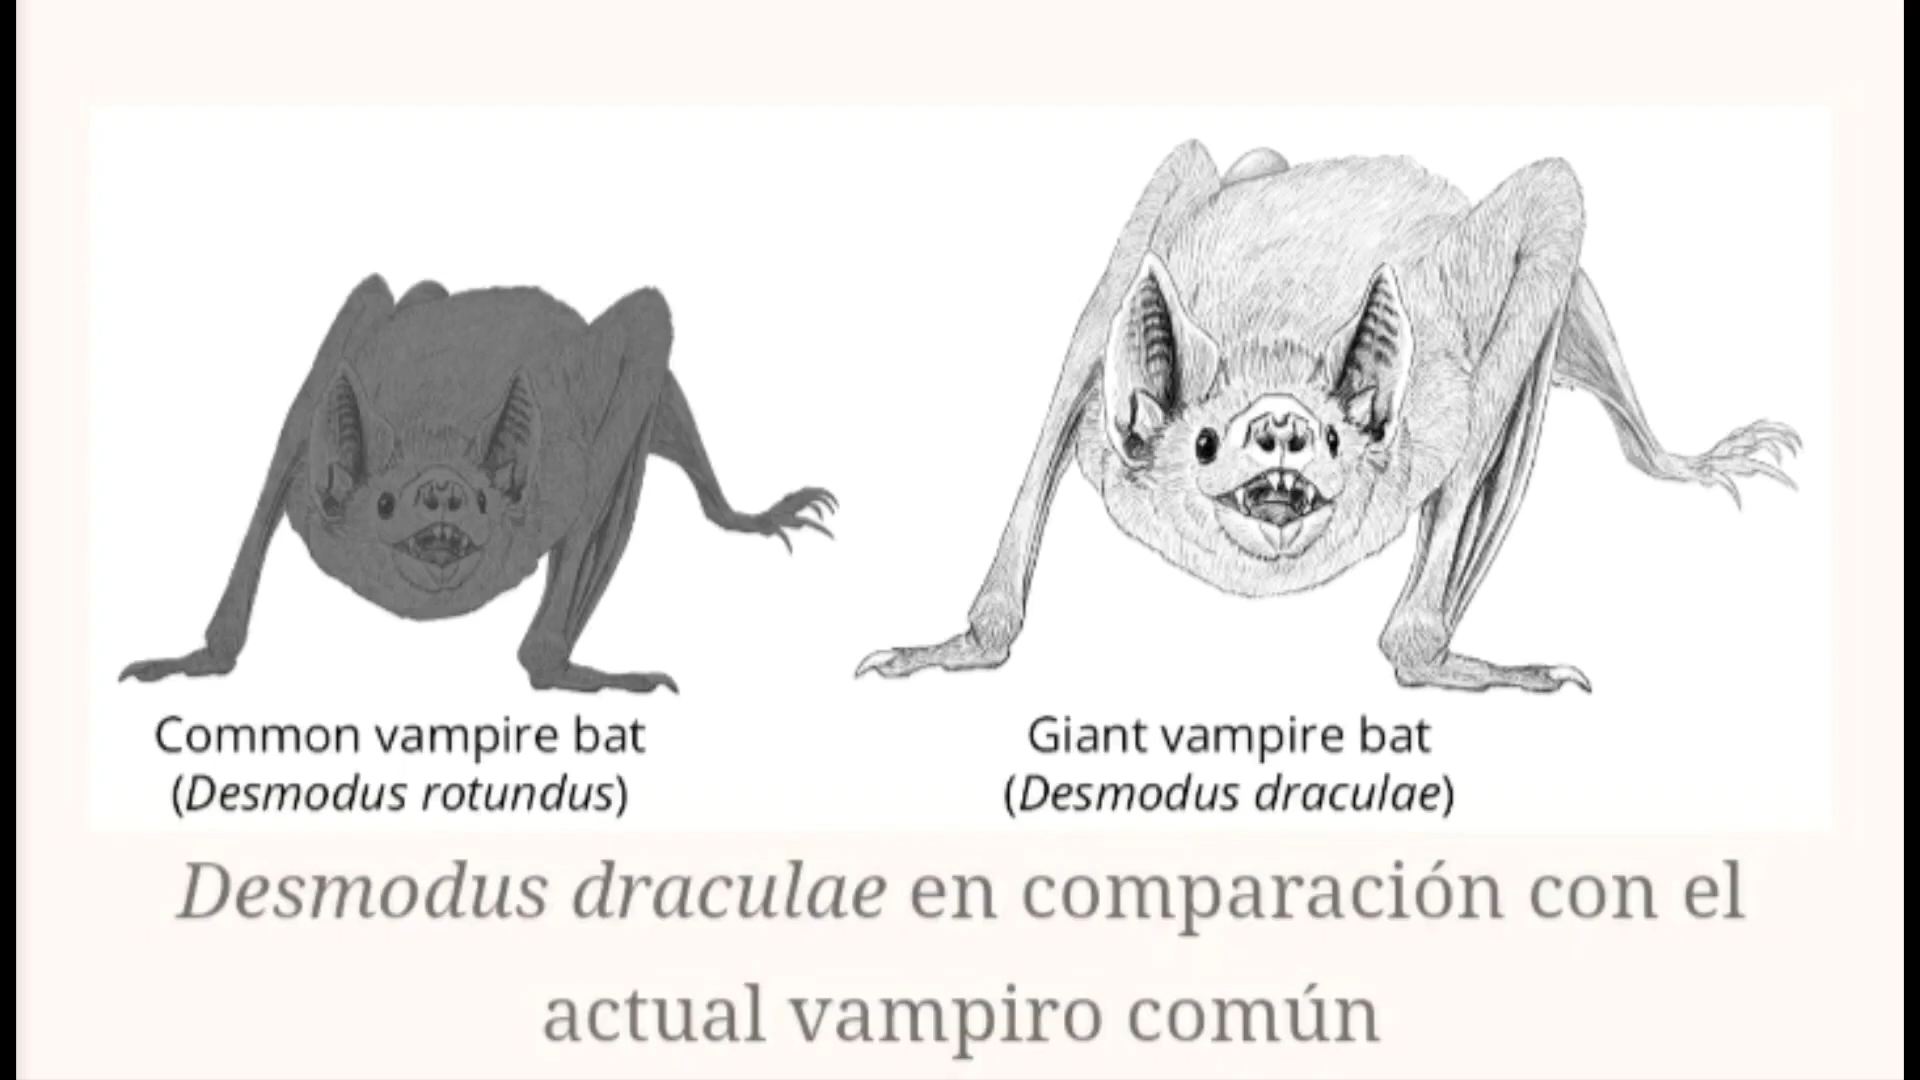 Common vampire bat
(Desmodus rotundus)
Giant vampire bat
(Desmodus draculae)
Desmodus draculae en comparación con el
actual vampiro común